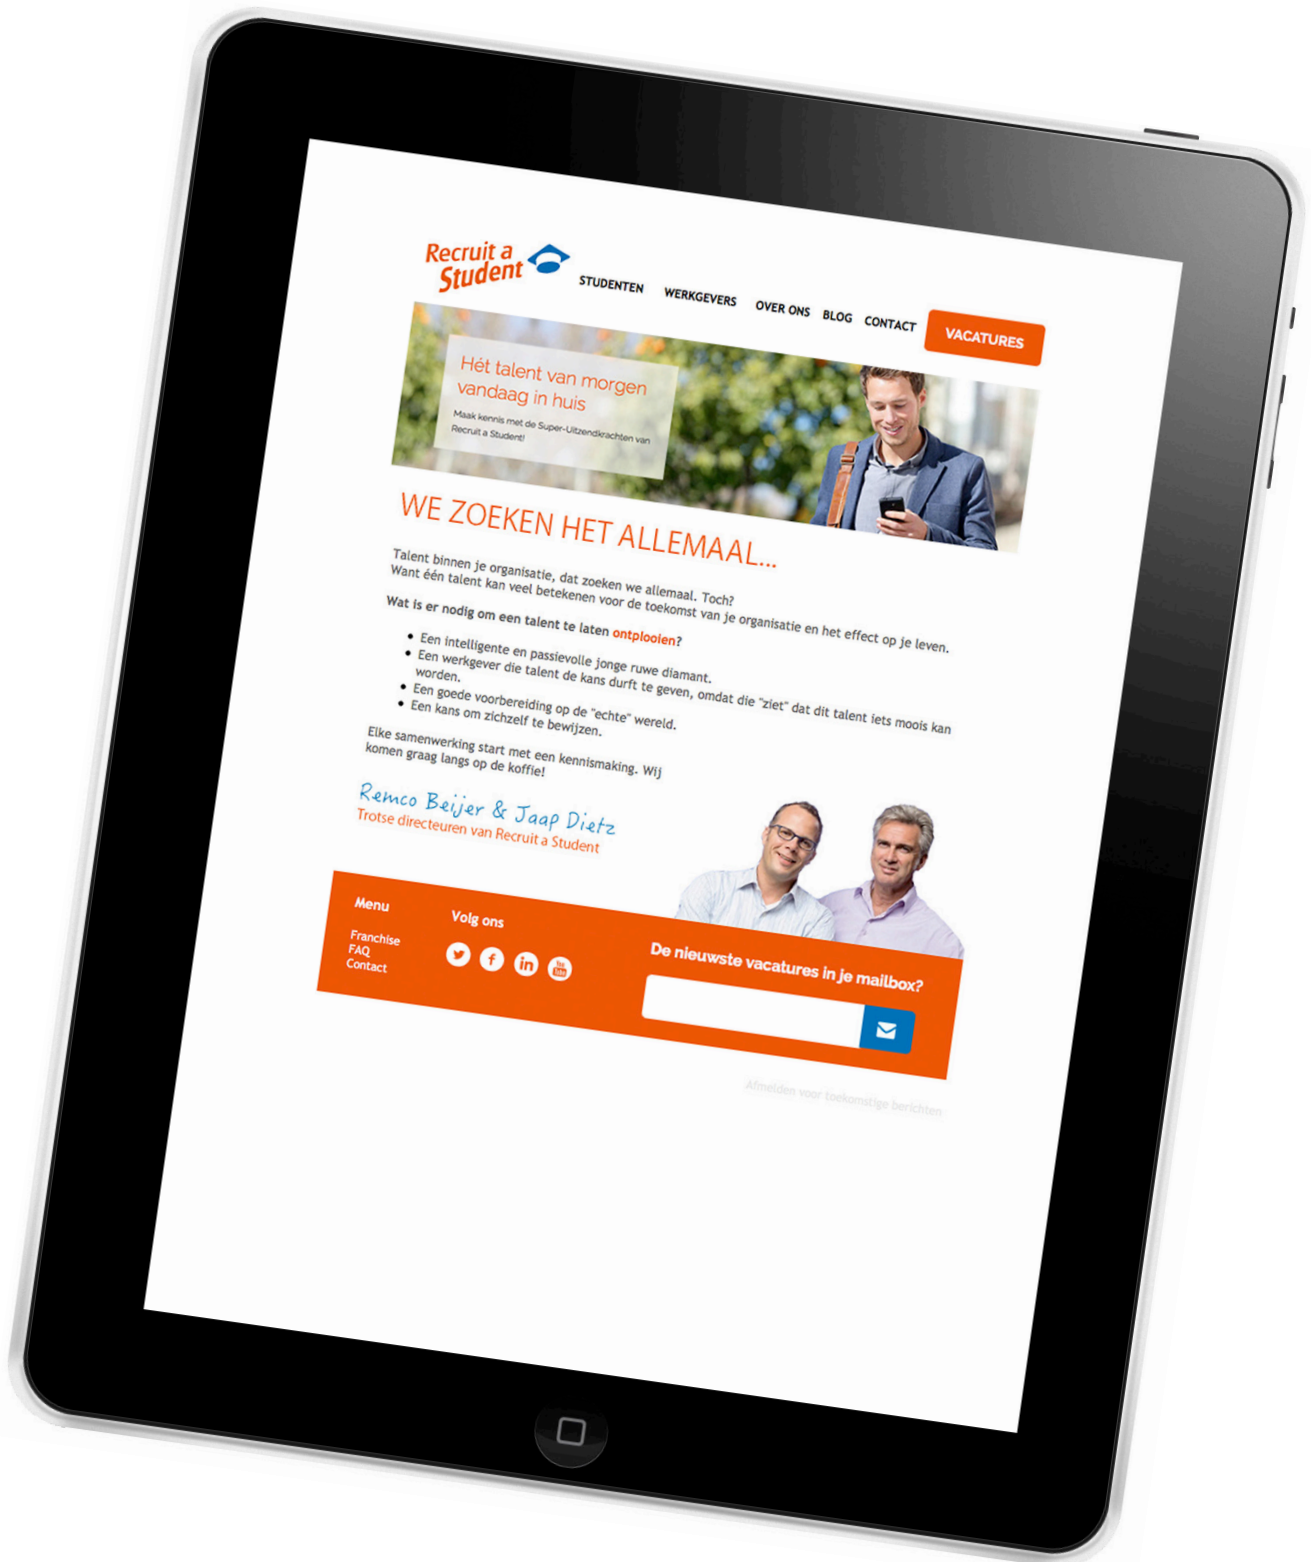 Recruit a
Student
STUDENTEN WERKGEVERS OVER ONS BLOG CONTACT VACATURES
Hét talent van morgen
vandaag in huis
Maak kennis met de Super-Uitzendkrachten van
Recruit a Student!
WE ZOEKEN HET ALLEMAAL...
Talent binnen je organisatie, dat zoeken we allemaal. Toch?
Want één talent kan veel betekenen voor de toekomst van je organisatie en het effect op je leven.
Wat is er nodig om een talent te laten ontplooien?
• Een intelligente en passievolle jonge ruwe diamant.
• Een werkgever die talent de kans durft te geven, omdat die "ziet" dat dit talent iets moois kan
worden.
• Een goede voorbereiding op de "echte" wereld.
• Een kans om zichzelf te bewijzen.
Elke samenwerking start met een kennismaking. Wij
komen graag langs op de koffie!
Remco Beijer & Jaap Dietz
Trotse directeuren van Recruit a Student
Menu
Franchise
FAQ
Contact
Volg ons
You
Tube
De nieuwste vacatures in je mailbox?
Afmelden voor toekomstige berichten